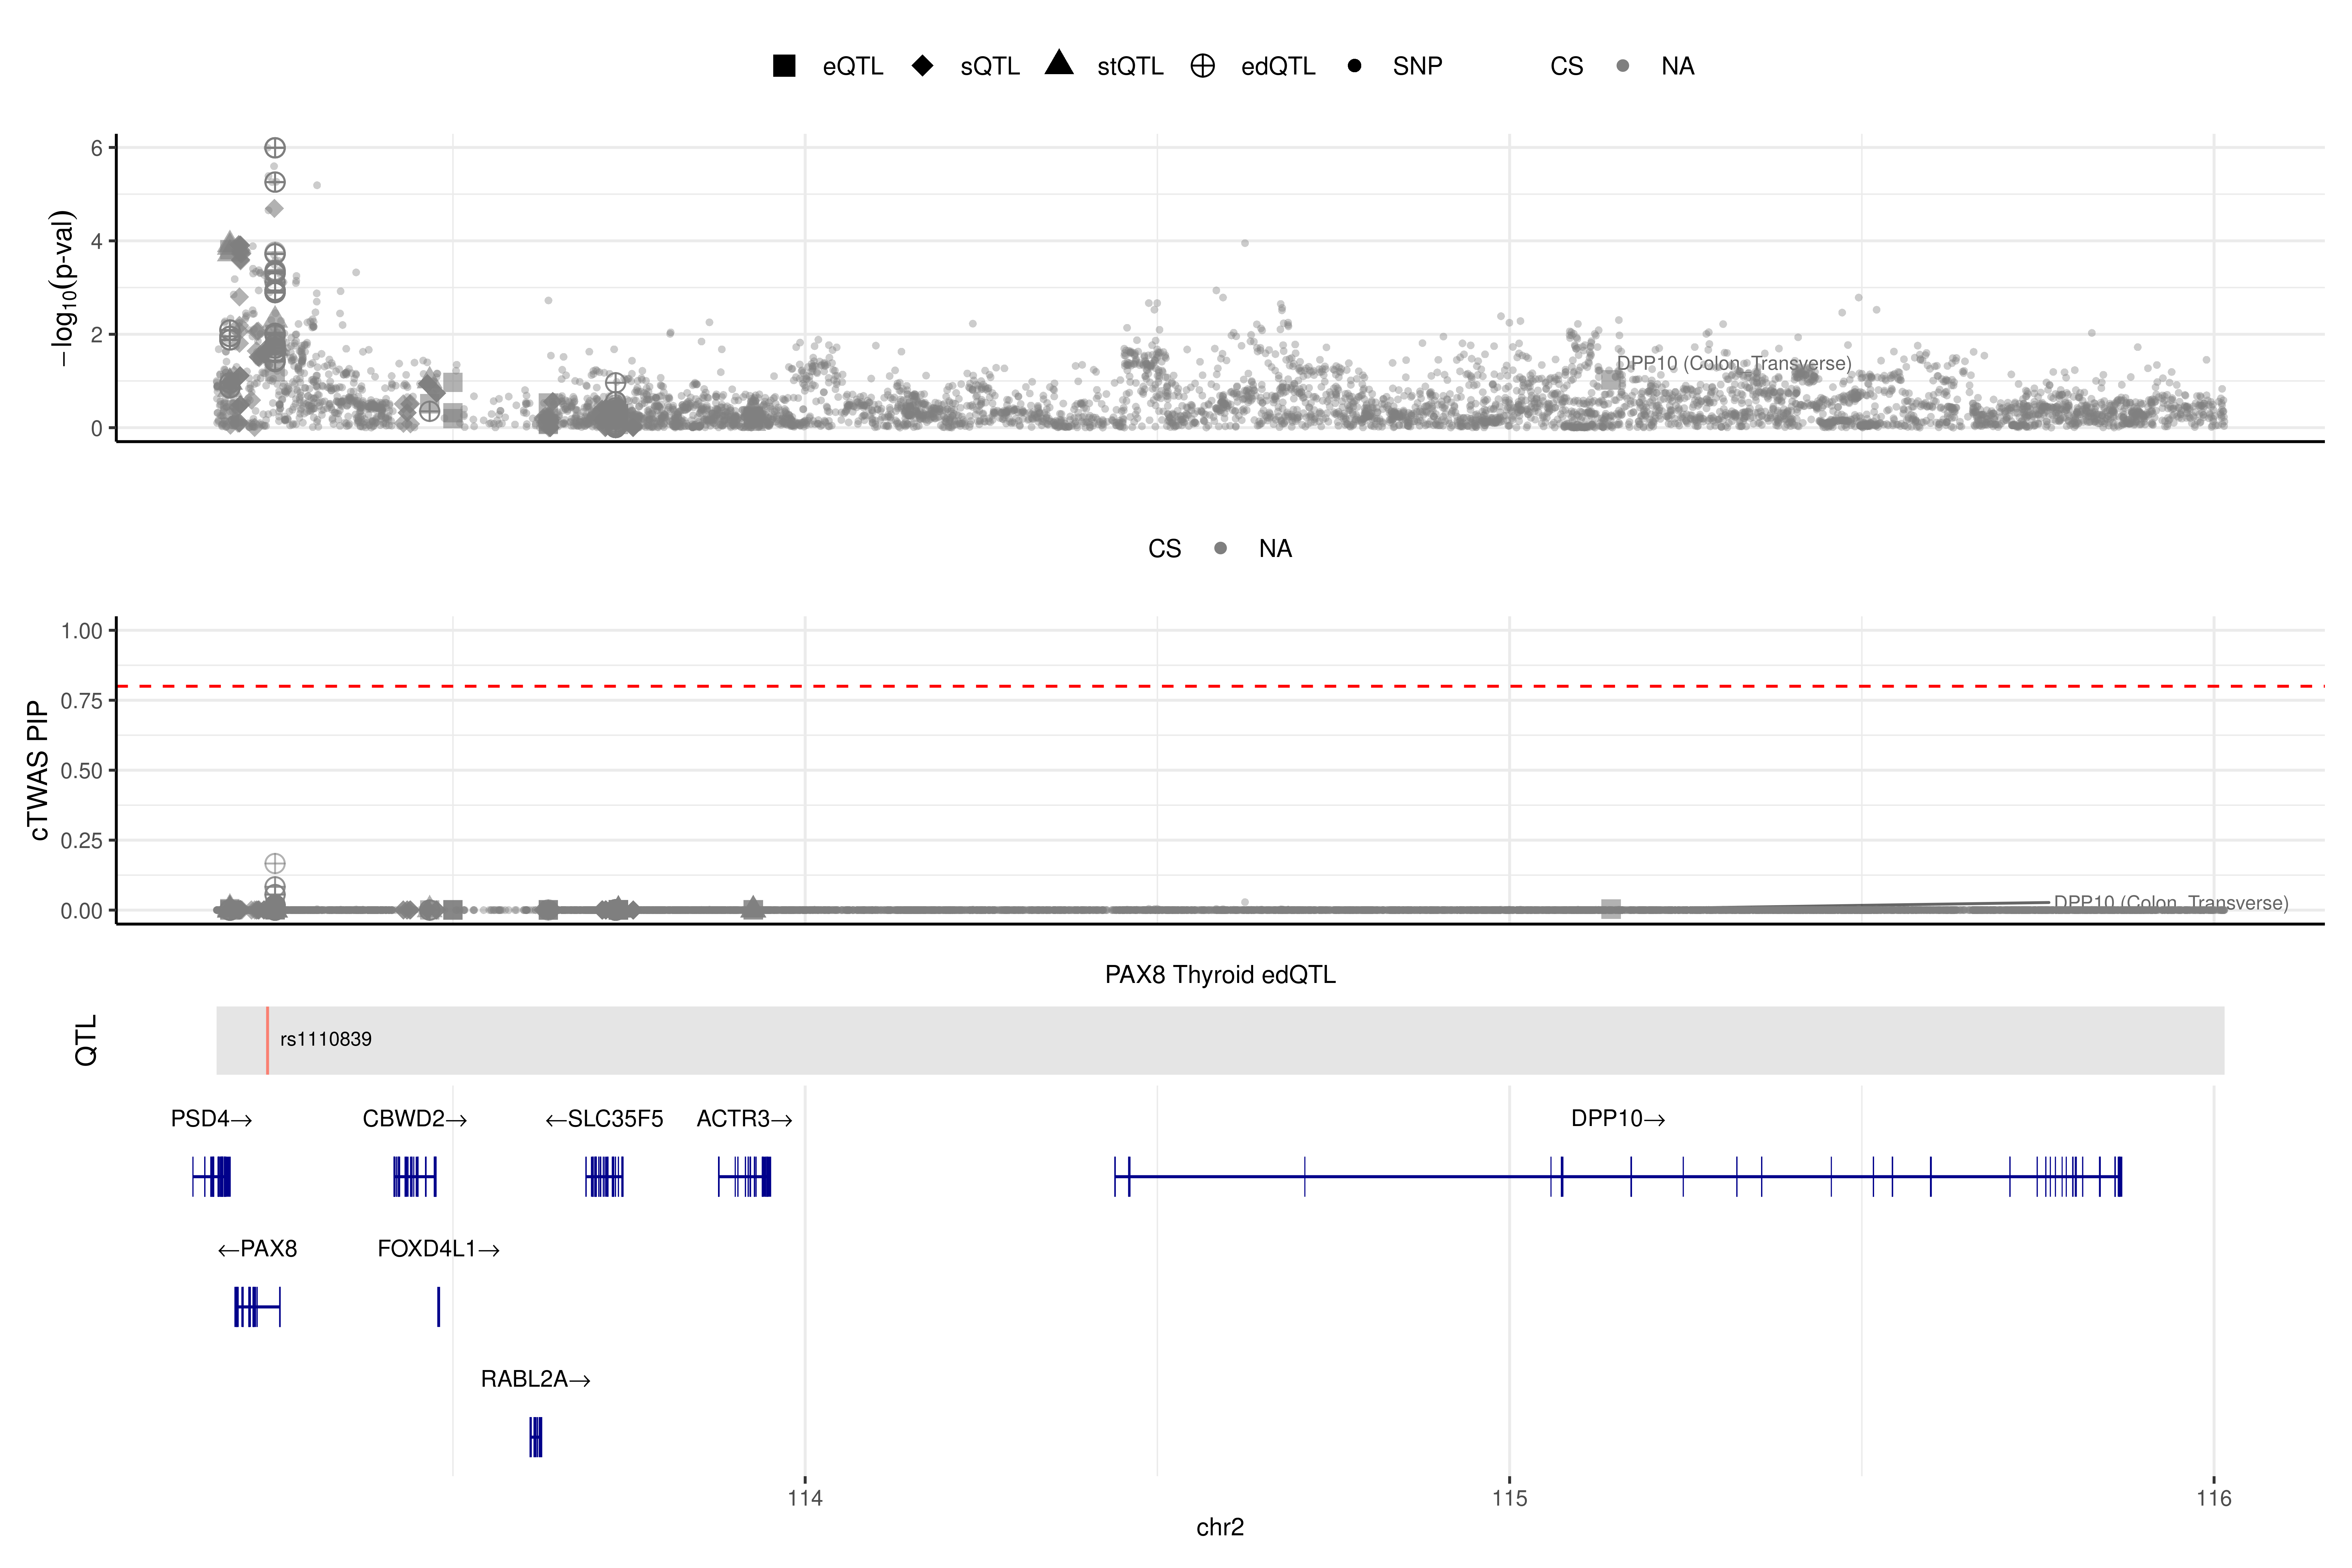 eQTL sQTL stQTL edQTL SNP CS NA
6
4
2
0
−log10(p-val)
DPP10 (Colon_Transverse)
CS NA
1.00
0.75
0.50
0.25
0.00
cTWAS PIP
DPP10 (Colon_Transverse)
PAX8 Thyroid edQTL
QTL
rs1110839
PSD4→ CBWD2→ ←SLC35F5 ACTR3→ DPP10→
←PAX8 FOXD4L1→
RABL2A→
114 115 116
chr2